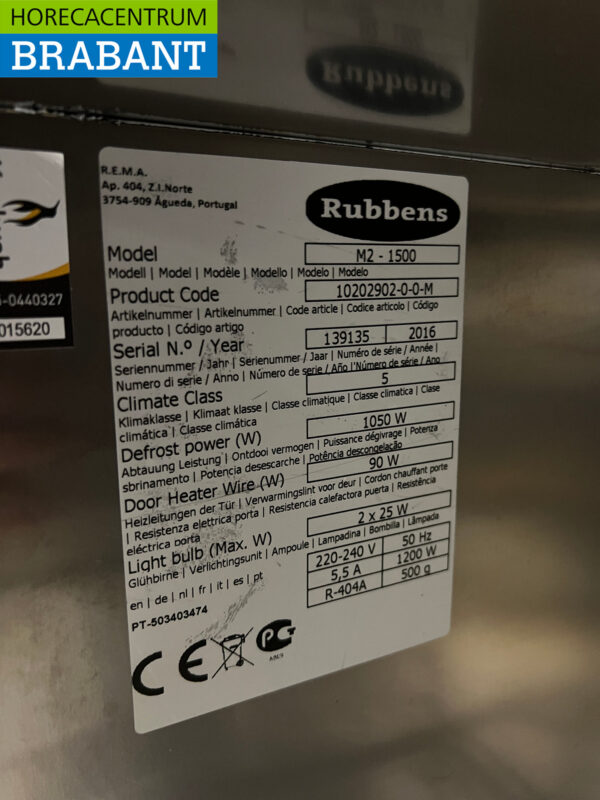 HORECACENTRUM
BRABANT
Rubbens
R.E.M.A.
Ap. 404, Z.I.Norte
3754-909 Águeda, Portugal
Rubbens
Model
M2 - 1500
Modell | Model | Modèle | Modello | Modelo | Modelo
Product Code
10202902-0-0-M
Artikelnummer | Artikelnumer | Code article | Codice articolo | Código
producto | Código artigo
Serial N.º / Year
139135 2016
Seriennummer / Jahr | Serienumer / Jaar | Numéro de série / Année |
Numero di serie / Anno | Número de serie / Año | Número de série / Ano
Climate Class
5
Klimaklasse | Klimaat klasse | Classe climatique | Classe climatica | Clase
climática | Classe climática
Defrost power (W)
1050 W
Abtauung Leistung | Ontdooi vermogen | Puissance dégivrage | Potenza
sbrinamento | Potencia desescarche | Potência descongelação
Door Heater Wire (W)
90 W
Heizleitungen der Tür | Verwarmingslint voor deur | Cordon chauffant porte
| Resistenza elettrica porta | Resistencia calefactora puerta | Resistência
eléctrica porta
Light bulb (Max. W)
2 x 25 W
Glühbirne | Verlichtingsunit | Ampoule | Lampadina | Bombilla | Lâmpada
220-240 V 50 Hz
5,5 A 1200 W
R-404A 500 g
en | de | nl | fr | it | es | pt
PT-503403474
CE
-0440327
015620